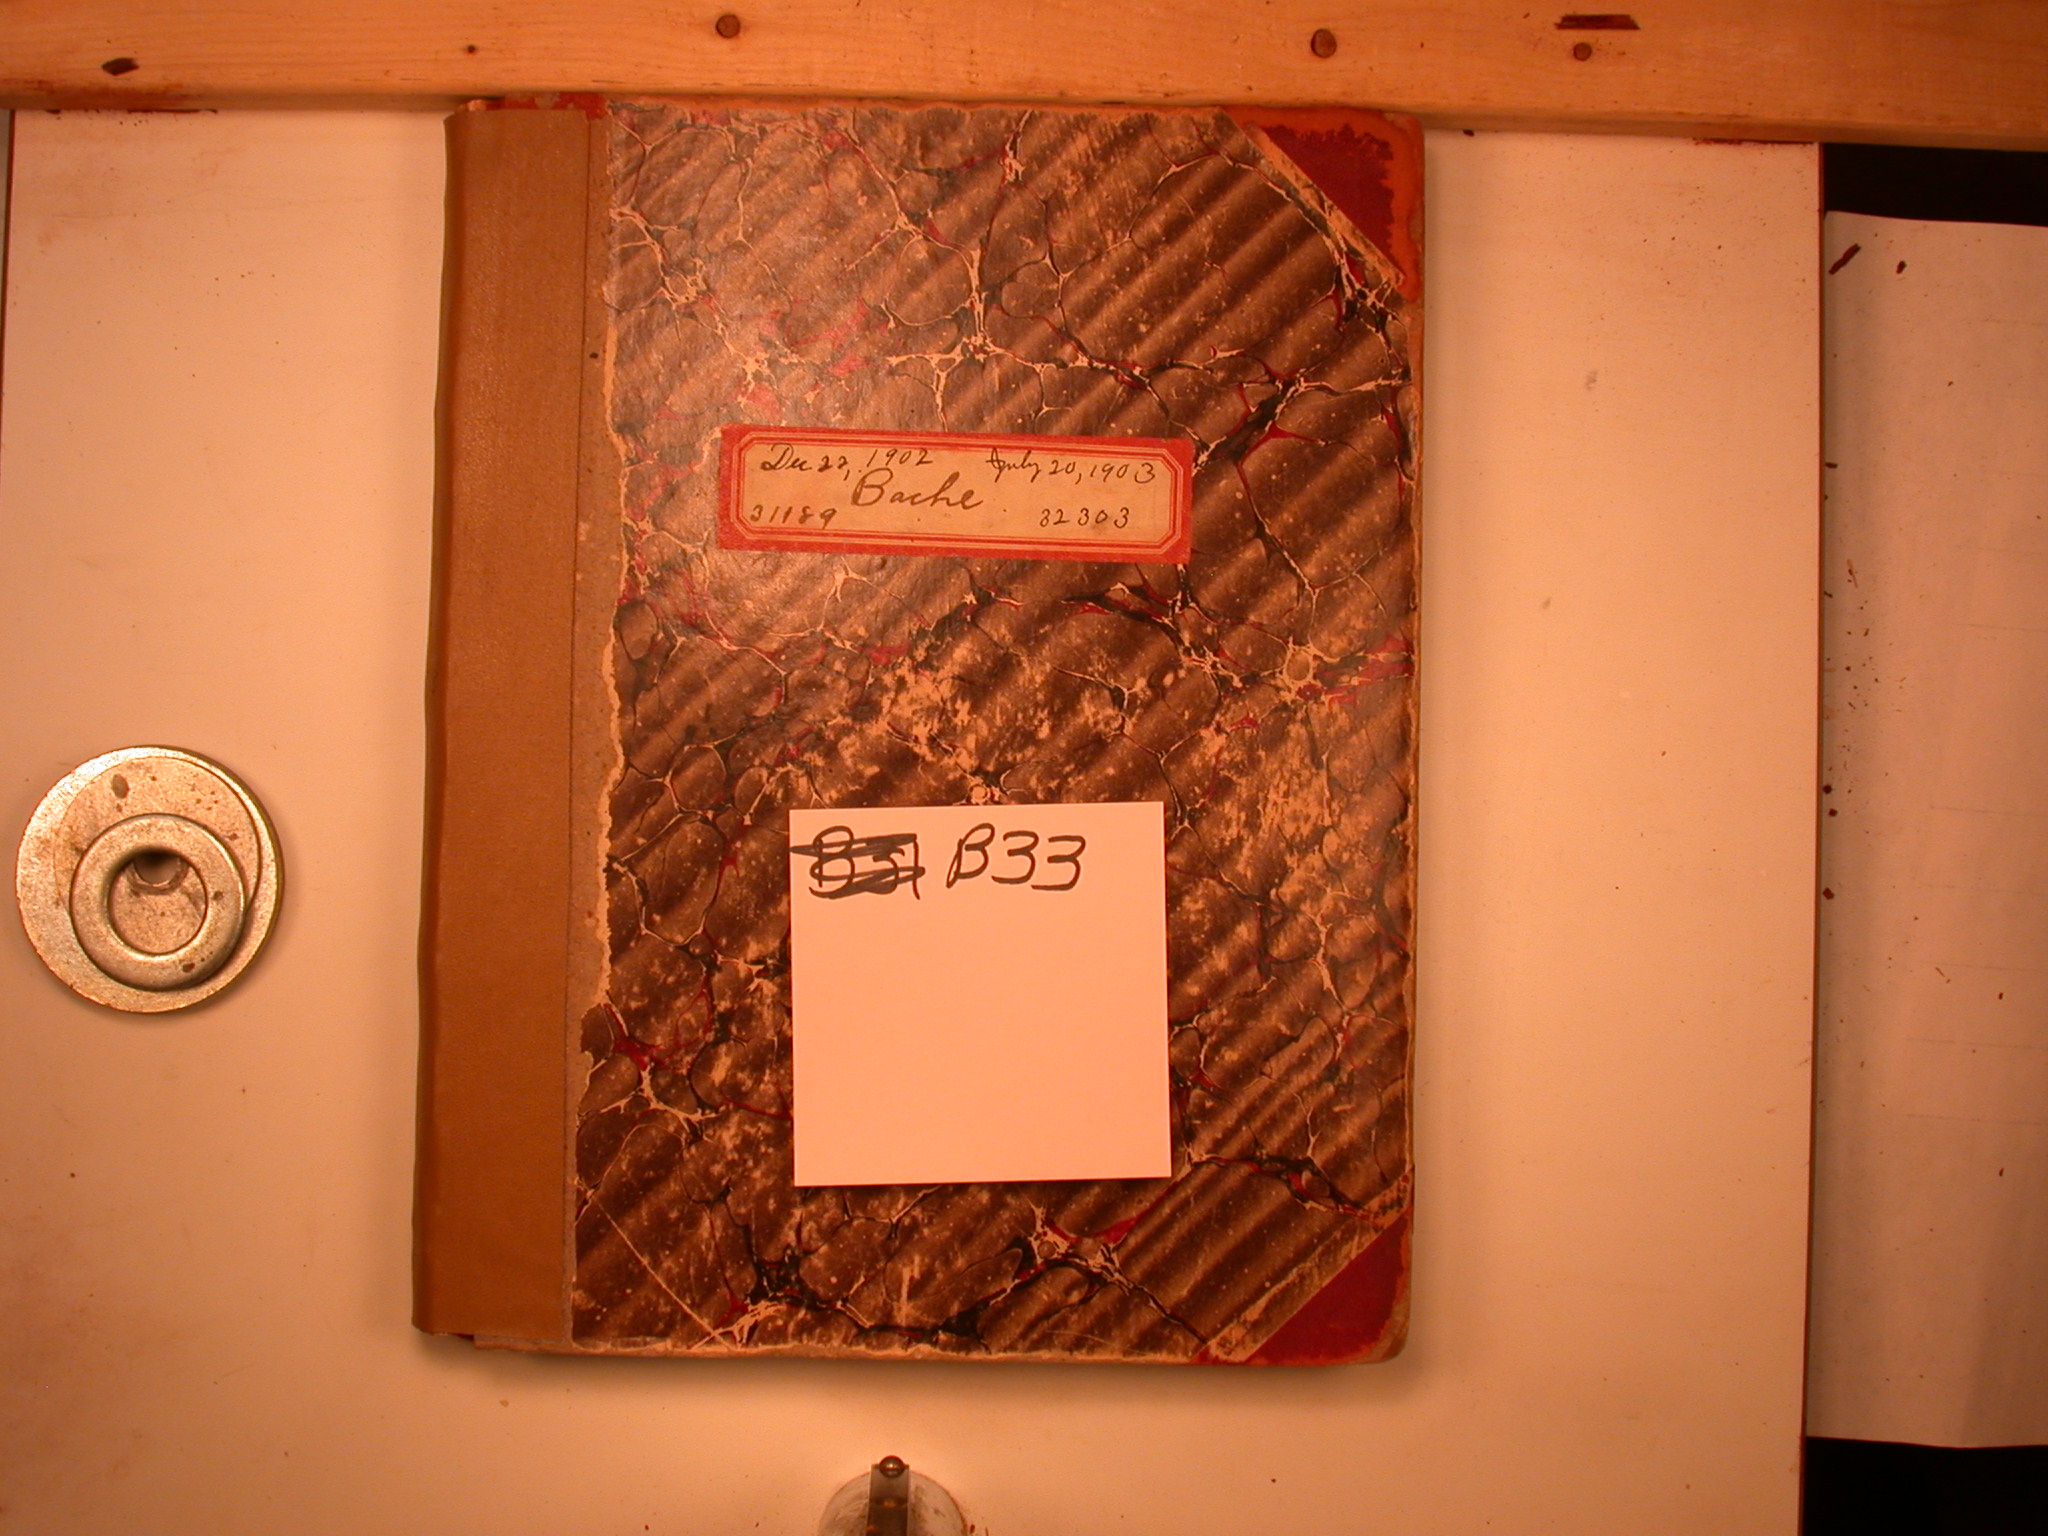 Dec 22, 1902 July 20, 1903
Bache
31189 32303
B33